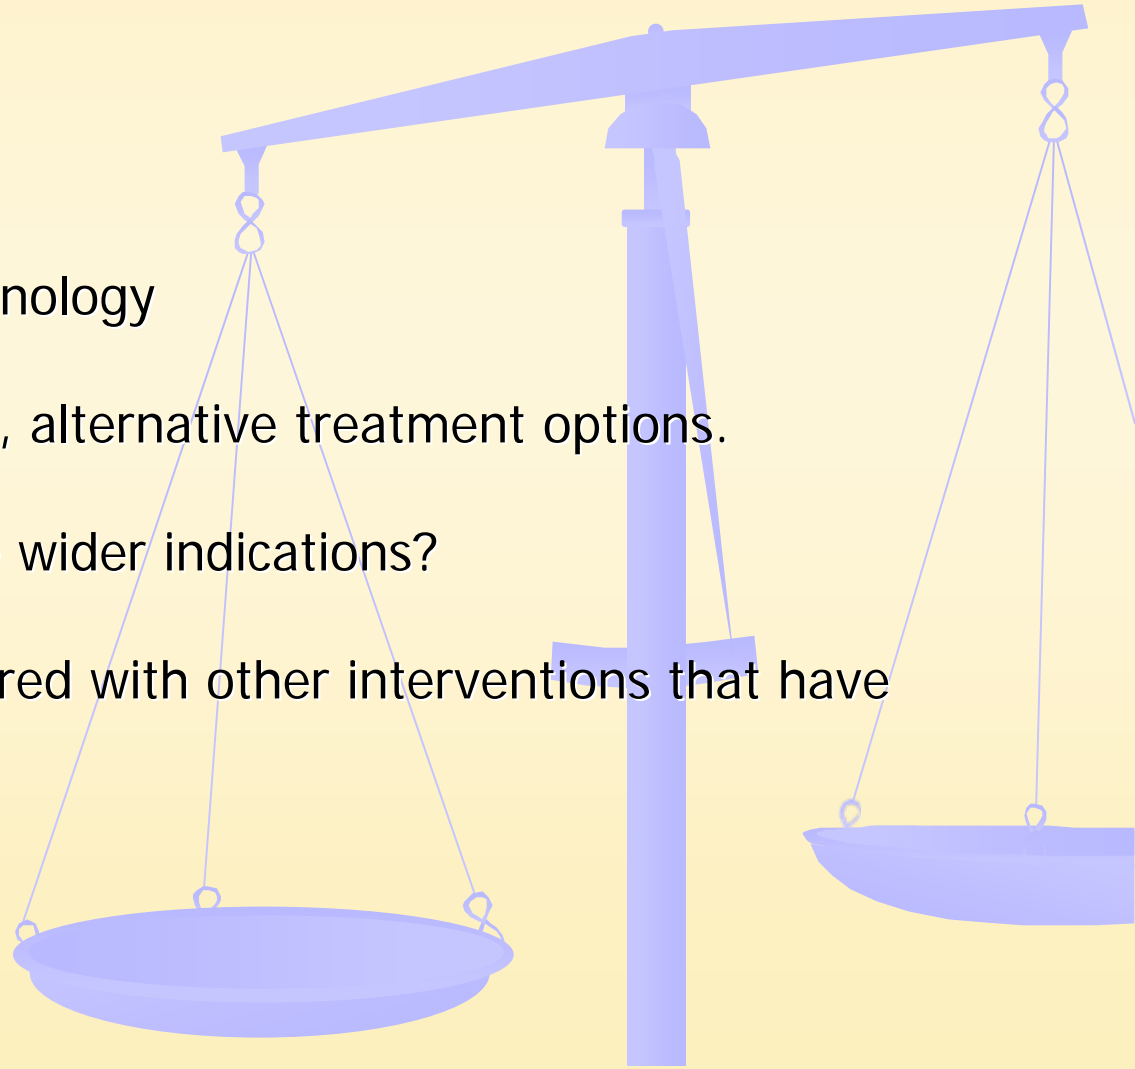 nology
, alternative treatment options.
wider indications?
red with other interventions that have